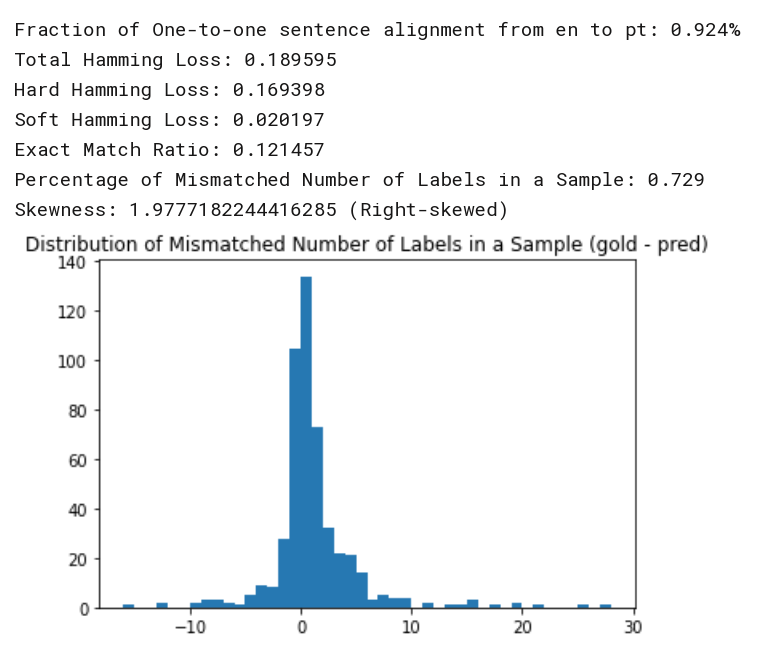 Fraction of One-to-one sentence alignment from en to pt: 0.924%
Total Hamming Loss: 0.189595
Hard Hamming Loss: 0.169398
Soft Hamming Loss: 0.020197
Exact Match Ratio: 0.121457
Percentage of Mismatched Number of Labels in a Sample: 0.729
Skewness: 1.9777182244416285 (Right-skewed)
Distribution of Mismatched Number of Labels in a Sample (gold - pred)
140
120
100
80
60
40
20
0
−10 0 10 20 30